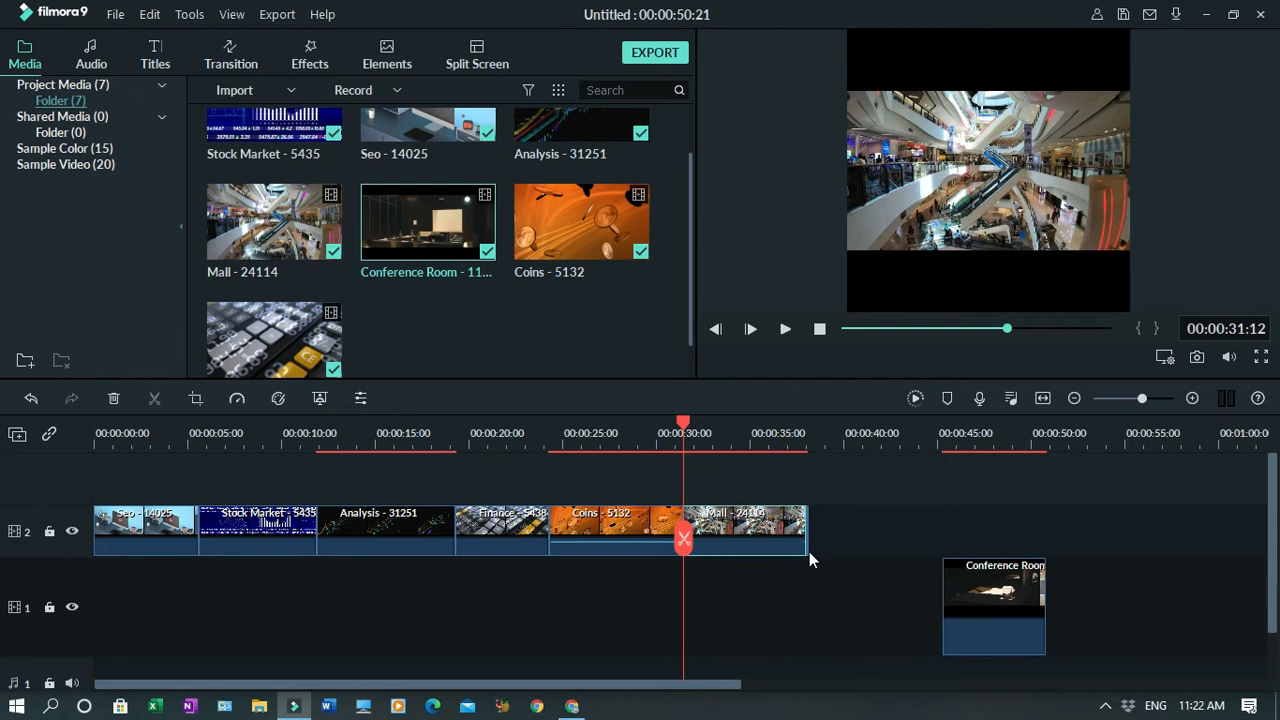 filmora9
File
Edit
Tools
View
Export
Help
Untitled : 00:00:50:21
Media
Audio
Titles
Transition
Effects
Elements
Split Screen
EXPORT
Project Media (7)
Folder (7)
Shared Media (0)
Folder (0)
Sample Color (15)
Sample Video (20)
Import
Record
Search
Stock Market - 5435
Seo - 14025
Analysis - 31251
Mall - 24114
Conference Room - 11...
Coins - 5132
CE
00:00:31:12
00:00:00:00
00:00:05:00
00:00:10:00
00:00:15:00
00:00:20:00
00:00:25:00
00:00:30:00
00:00:35:00
00:00:40:00
00:00:45:00
00:00:50:00
00:00:55:00
00:01:00:0
2
Seo - 14025
Stock Market - 5435
Analysis - 31251
Finance - 5438
Coins - 5132
Mall - 24114
1
Conference Room
1
ENG
11:22 AM